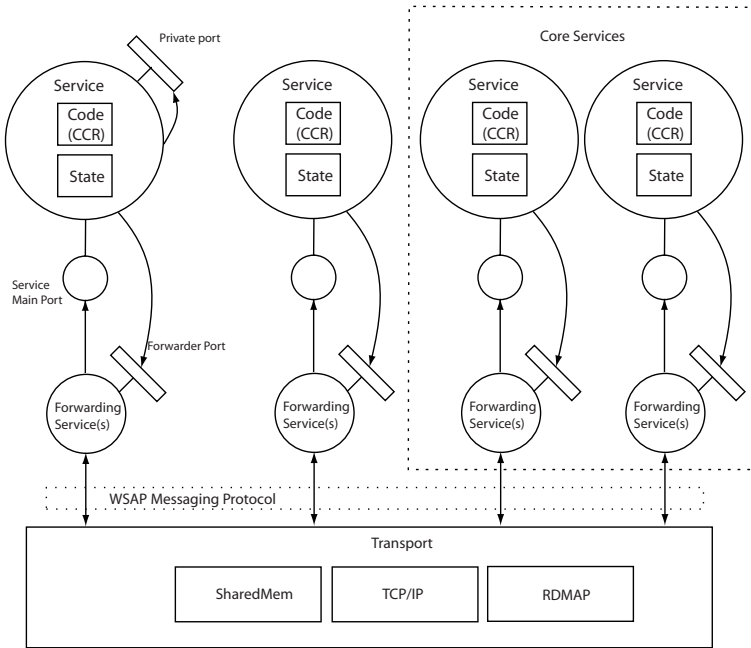 Private port
Core Services
Service
Service
Service
Service
Code
(CCR)
Code
(CCR)
Code
(CCR)
Code
(CCR)
State
State
State
State
Service
Main Port
Forwarder Port
Forwarding
Service(s)
Forwarding
Service(s)
Forwarding
Service(s)
Forwarding
Service(s)
WSAP Messaging Protocol
Transport
SharedMem
TCP/IP
RDMAP